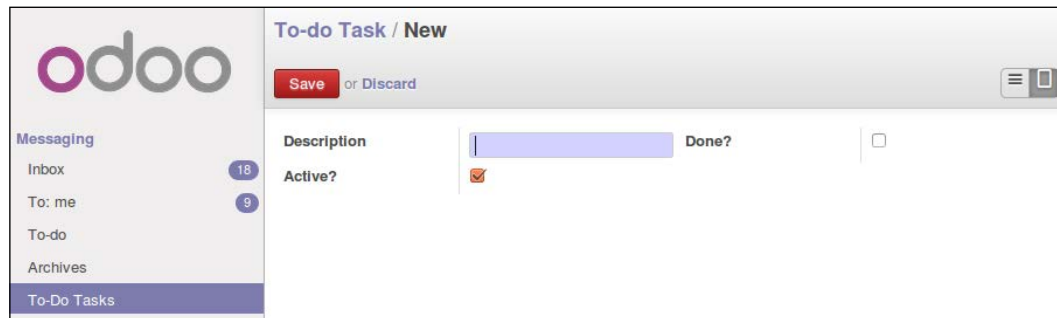 odoo
To-do Task / New
Save or Discard
Messaging
Inbox 18
To: me 9
To-do
Archives
To-Do Tasks
Description
Done?
Active?